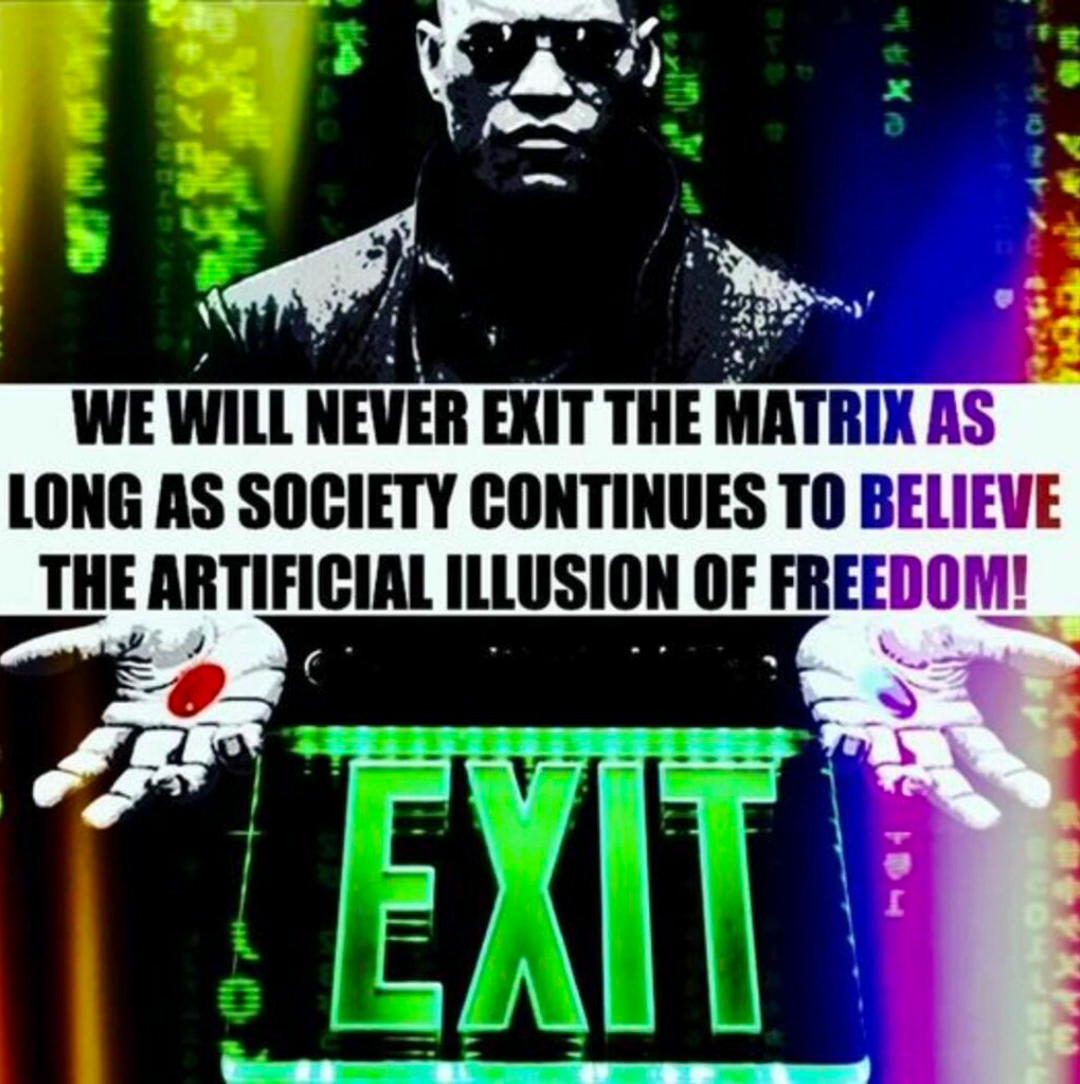 WE WILL NEVER EXIT THE MATRIX AS
LONG AS SOCIETY CONTINUES TO BELIEVE
THE ARTIFICIAL ILLUSION OF FREEDOM!
EXIT